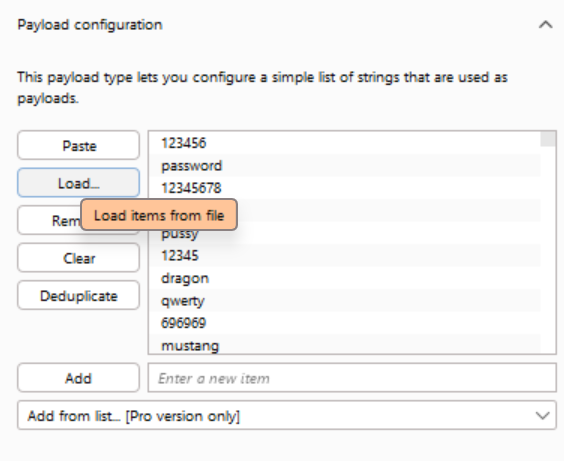 Payload configuration
This payload type lets you configure a simple list of strings that are used as
payloads.
Paste
Load...
Rem
Clear
Deduplicate
Load items from file
123456
password
12345678
pussy
12345
dragon
qwerty
696969
mustang
Add
Enter a new item
Add from list... [Pro version only]